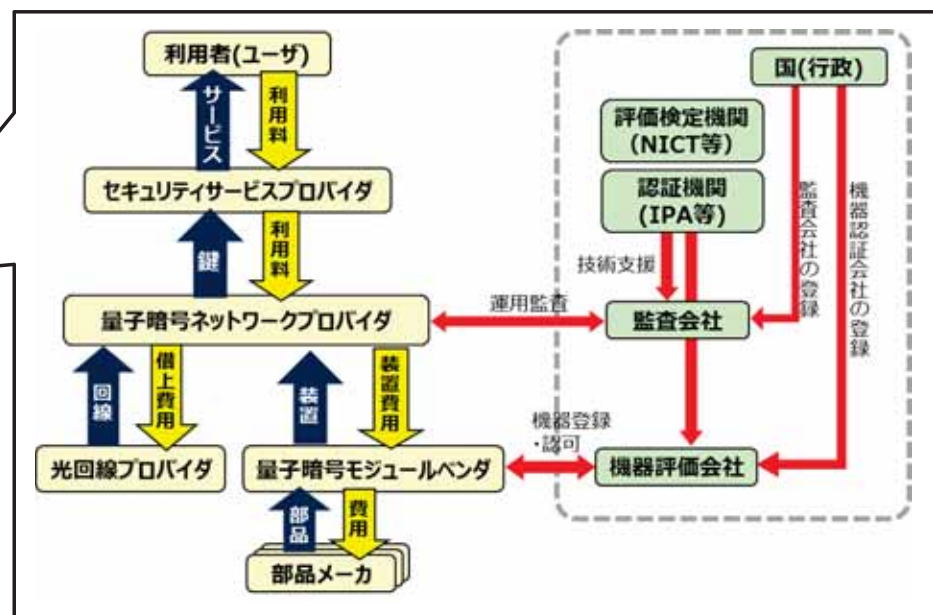 利用者(ユーザ)
サービス
利用料
セキュリティサービスプロバイダ
鍵
利用料
量子暗号ネットワークプロバイダ
回線
借上費用
装置
装置費用
光回線プロバイダ
量子暗号モジュールベンダ
部品
費用
部品メーカ
国(行政)
評価検定機関
(NICT等)
認証機関
(IPA等)
技術支援
監査会社の登録
機器認証会社の登録
運用監査
監査会社
機器登録
・認可
機器評価会社